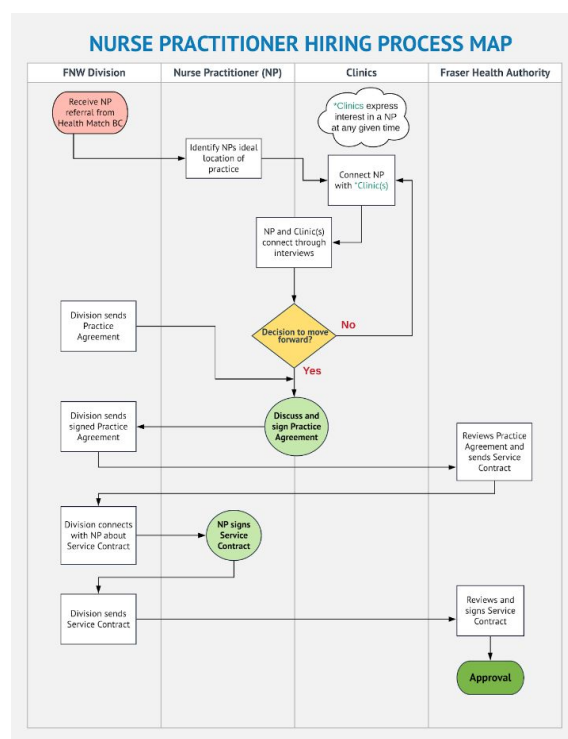 NURSE PRACTITIONER HIRING PROCESS MAP
FNW Division
Nurse Practitioner (NP)
Clinics
Fraser Health Authority
Receive NP
referral from
Health Match BC
*Clinics express
interest in a NP
at any given time
Identify NPs ideal
location of
practice
Connect NP
with *Clinic(s)
NP and Clinic(s)
connect through
interviews
Division sends
Practice
Agreement
Decision to move
forward?
No
Yes
Division sends
signed Practice
Agreement
Discuss and
sign Practice
Agreement
Reviews Practice
Agreement and
sends Service
Contract
Division connects
with NP about
Service Contract
NP signs
Service
Contract
Division sends
Service Contract
Reviews and
signs Service
Contract
Approval